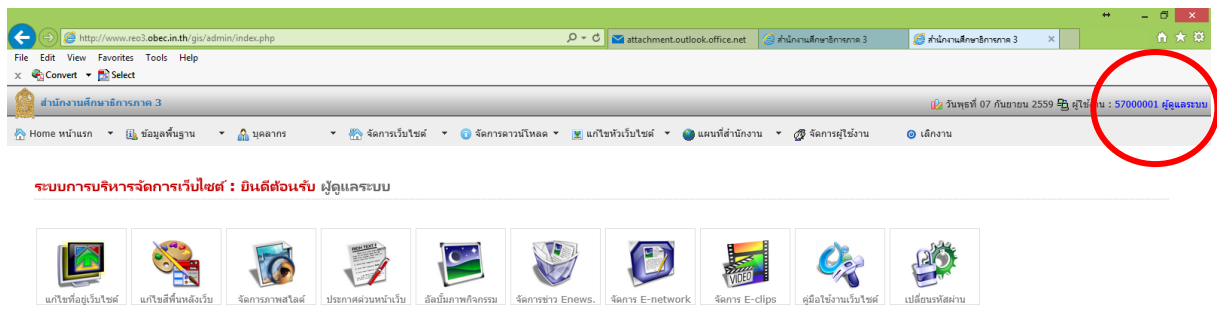 http://www.reo3.obec.in.th/gis/admin/index.php attachment.outlook.office.net สำนักงานศึกษาธิการภาค 3 สำนักงานศึกษาธิการภาค 3
File Edit View Favorites Tools Help
x Convert Select
สำนักงานศึกษาธิการภาค 3 วันพุธที่ 07 กันยายน 2559 ผู้ใช้งาน : 57000001 ผู้ดูแลระบบ
Home หน้าแรก ข้อมูลพื้นฐาน บุคลากร จัดการเว็บไซต์ จัดการดาวน์โหลด แก้ไขหัวเว็บไซต์ แผนที่สำนักงาน จัดการผู้ใช้งาน เลิกงาน
ระบบการบริหารจัดการเว็บไซต์ : ยินดีต้อนรับ ผู้ดูแลระบบ
RICH TEXT
NEWS
VIDEO
แก้ไขที่อยู่เว็บไซต์ แก้ไขสีพื้นหลังเว็บ จัดการภาพสไลด์ ประกาศส่วนหน้าเว็บ อัลบั้มภาพกิจกรรม จัดการข่าว Enews. จัดการ E-network จัดการ E-clips คู่มือใช้งานเว็บไซต์ เปลี่ยนรหัสผ่าน